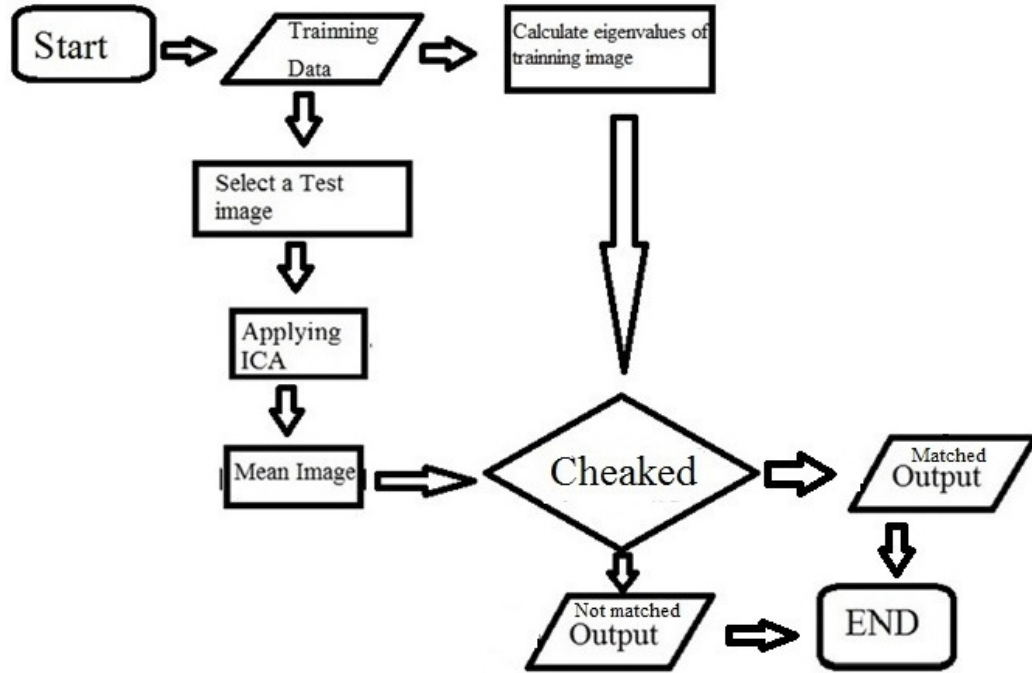 Start
Trainning
Data
Calculate eigenvalues of
trainning image
Select a Test
image
Applying
ICA
Mean Image
Cheaked
Matched
Output
Not matched
Output
END